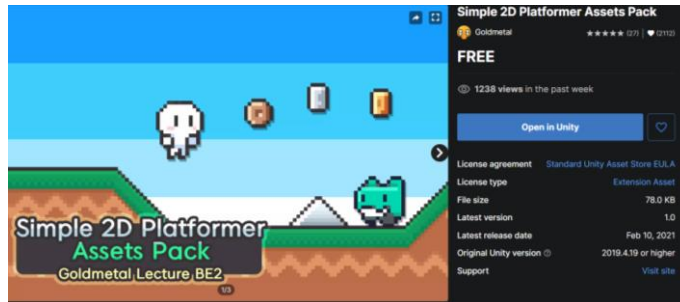 Simple 2D Platformer Assets Pack
Goldmetal ★★★★★ (27) | ♥ (2112)
FREE
1238 views in the past week
Open in Unity
License agreement Standard Unity Asset Store EULA
License type Extension Asset
File size 78.0 KB
Latest version 1.0
Latest release date Feb 10, 2021
Original Unity version 2019.4.19 or higher
Support Visit site
Simple 2D Platformer
Assets Pack
Goldmetal Lecture BE2
1/3